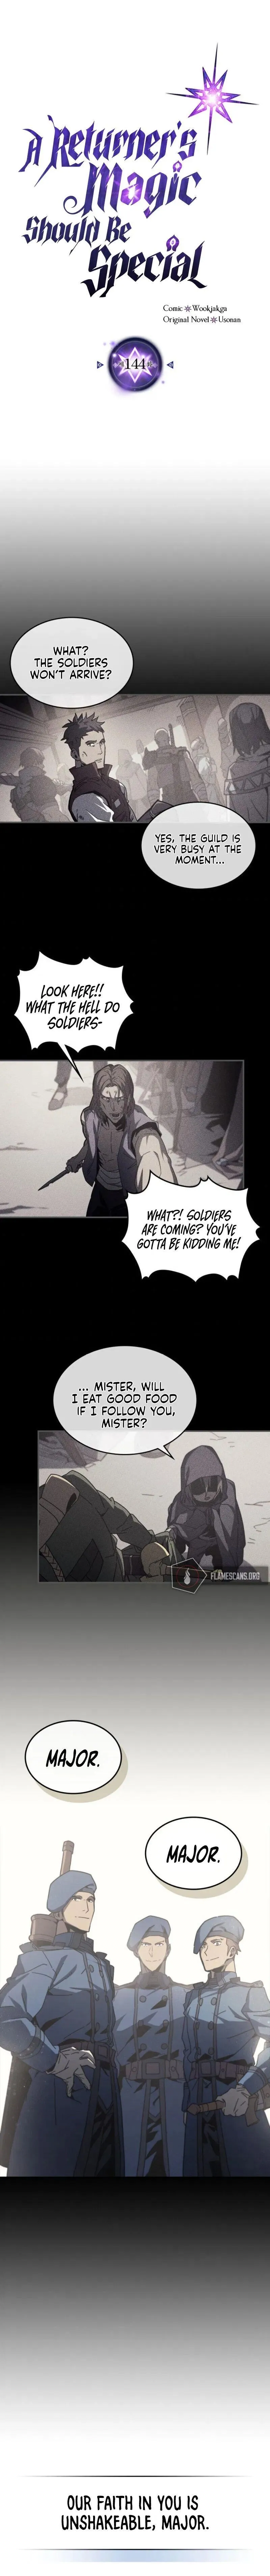 A Returner's
Magic
Should Be
Special
Comic Wookjakga
Original Novel Usonan
144
WHAT?
THE SOLDIERS
WON'T ARRIVE?
YES, THE GUILD IS
VERY BUSY AT THE
MOMENT...
LOOK HERE!!
WHAT THE HELL DO
SOLDIERS-
WHAT?! SOLDIERS
ARE COMING? YOU'VE
GOTTA BE KIDDING ME!
... MISTER, WILL
I EAT GOOD FOOD
IF I FOLLOW YOU,
MISTER?
FLAMESCANS.ORG
MAJOR.
MAJOR.
OUR FAITH IN YOU IS
UNSHAKEABLE, MAJOR.